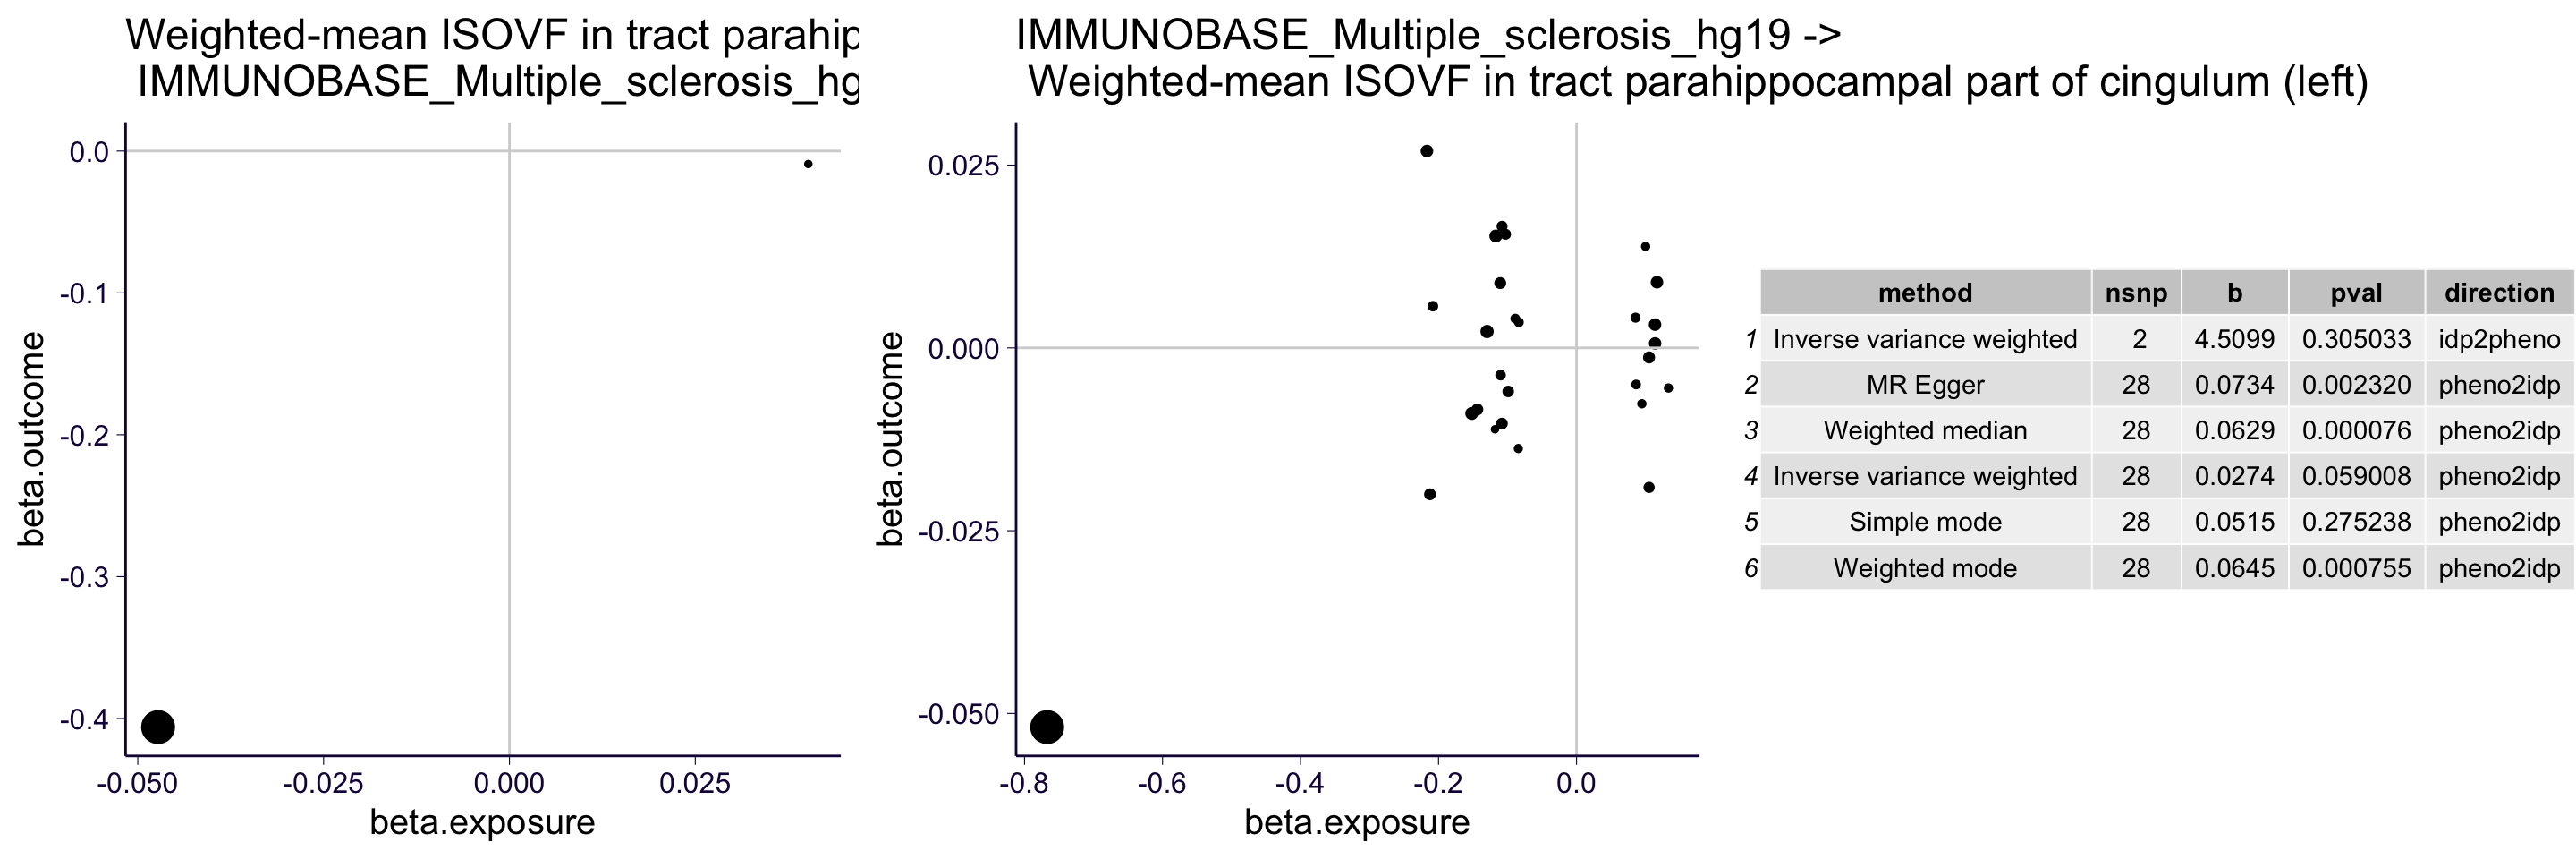 Weighted-mean ISOVF in tract parahip
IMMUNOBASE_Multiple_sclerosis_hg
0.0
-0.1
-0.2
-0.3
-0.4
beta.outcome
-0.050 -0.025 0.000 0.025
beta.exposure
IMMUNOBASE_Multiple_sclerosis_hg19 ->
Weighted-mean ISOVF in tract parahippocampal part of cingulum (left)
0.025
0.000
-0.025
-0.050
beta.outcome
-0.8 -0.6 -0.4 -0.2 0.0
beta.exposure
method nsnp b pval direction
1 Inverse variance weighted 2 4.5099 0.305033 idp2pheno
2 MR Egger 28 0.0734 0.002320 pheno2idp
3 Weighted median 28 0.0629 0.000076 pheno2idp
4 Inverse variance weighted 28 0.0274 0.059008 pheno2idp
5 Simple mode 28 0.0515 0.275238 pheno2idp
6 Weighted mode 28 0.0645 0.000755 pheno2idp